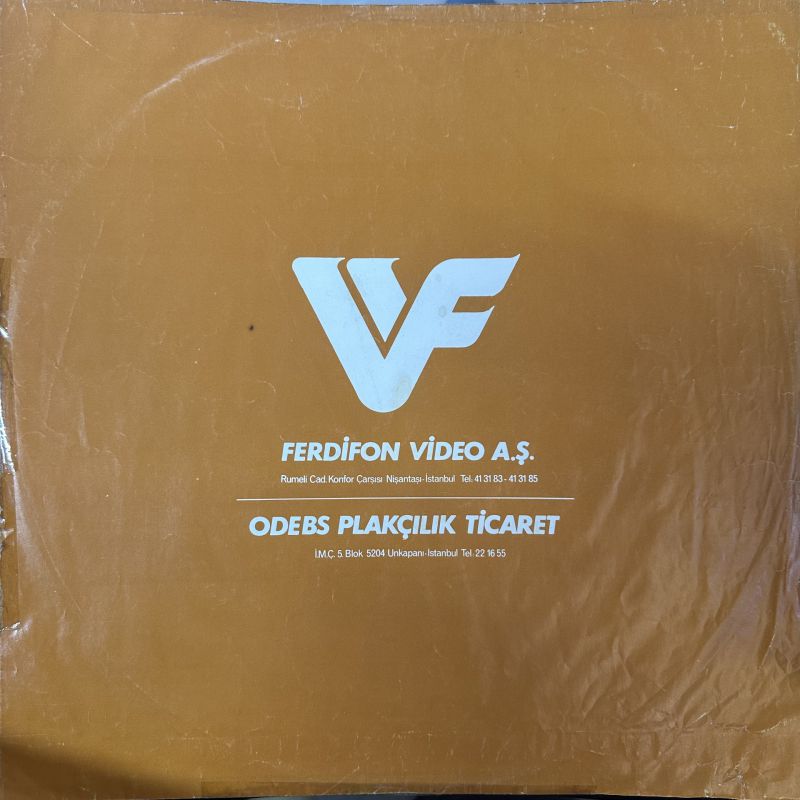 VF
FERDİFON VİDEO A.Ş.
Rumeli Cad. Konfor Çarşısı Nişantaşı-İstanbul Tel: 41 31 83 - 41 31 85
ODEBS PLAKÇILIK TİCARET
İ.M.Ç. 5. Blok 5204 Unkapanı-İstanbul Tel: 22 16 55